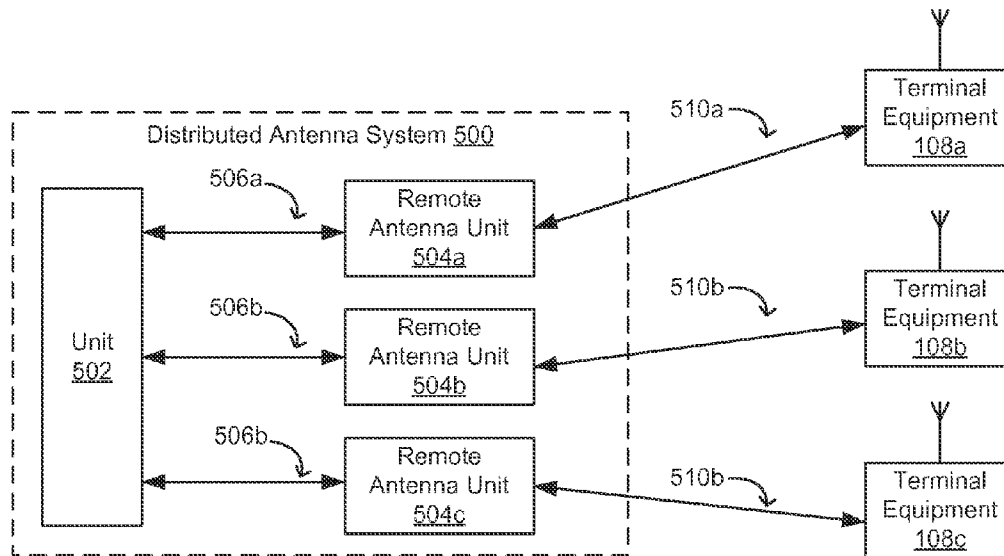 510a
Terminal
Equipment
108a
Distributed Antenna System 500
506a
Remote
Antenna Unit
504a
510b
Terminal
Equipment
108b
506b
Remote
Antenna Unit
504b
Unit
502
506b
Remote
Antenna Unit
504c
510b
Terminal
Equipment
108c